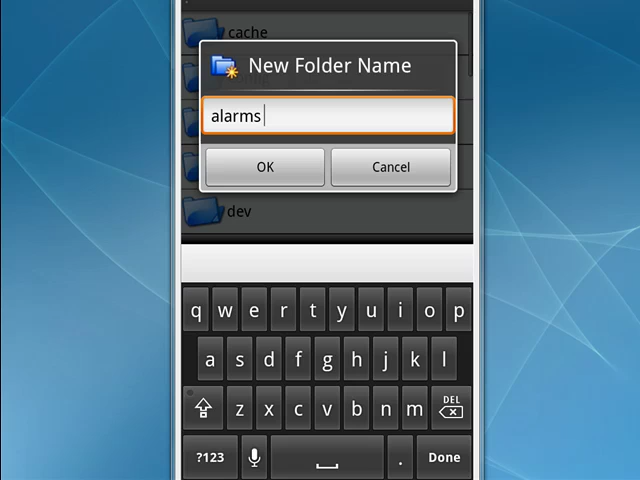 cache
New Folder Name
alarms
OK Cancel
dev
q w e r t y u i o p
a s d f g h j k l
z x c v b n m DEL
?123 . Done